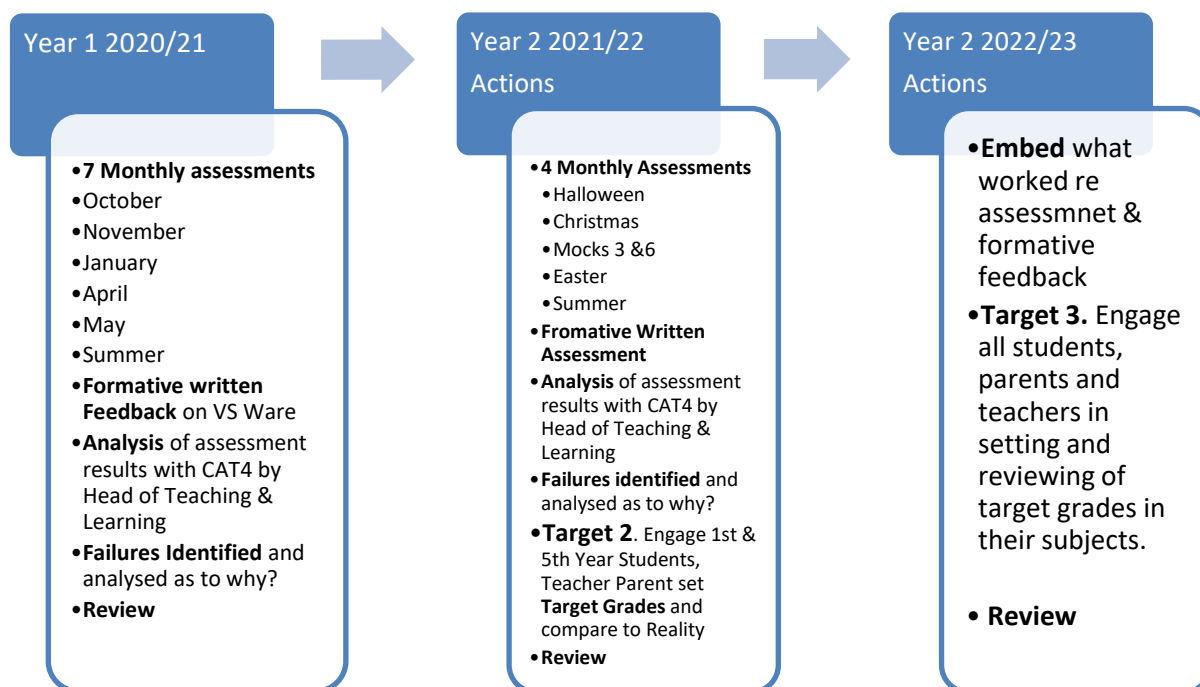 Year 1 2020/21
•7 Monthly assessments
•October
•November
•January
•April
•May
•Summer
•Formative written
Feedback on VS Ware
•Analysis of assessment
results with CAT4 by
Head of Teaching &
Learning
•Failures Identified and
analysed as to why?
•Review
Year 2 2021/22
Actions
•4 Monthly Assessments
•Halloween
•Christmas
•Mocks 3 &6
•Easter
•Summer
•Fromative Written
Assessment
•Analysis of assessment
results with CAT4 by
Head of Teaching &
Learning
•Failures identified and
analysed as to why?
•Target 2. Engage 1st &
5th Year Students,
Teacher Parent set
Target Grades and
compare to Reality
•Review
Year 2 2022/23
Actions
•Embed what
worked re
assessmnet &
formative
feedback
•Target 3. Engage
all students,
parents and
teachers in
setting and
reviewing of
target grades in
their subjects.
• Review